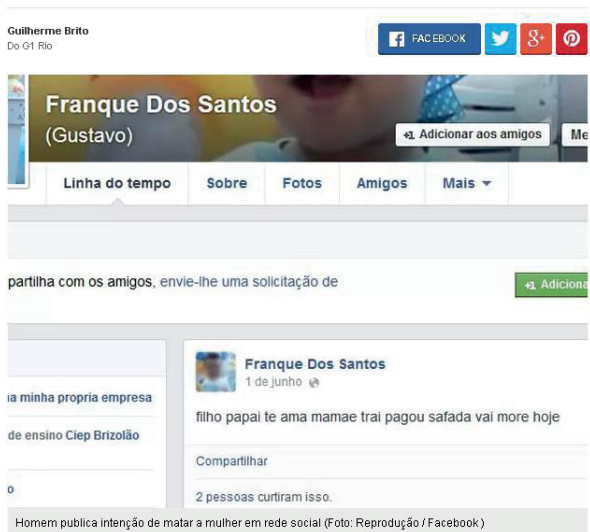 Guilherme Brito
Do G1 Rio
FACEBOOK
Franque Dos Santos
(Gustavo)
+1 Adicionar aos amigos
Me
Linha do tempo Sobre Fotos Amigos Mais
partilha com os amigos, envie-lhe uma solicitação de
+1 Adiciona
Franque Dos Santos
1 de junho
na minha propria empresa
filho papai te ama mamae trai pagou safada vai more hoje
de ensino Ciep Brizolão
Compartilhar
o
2 pessoas curtiram isso.
Homem publica intenção de matar a mulher em rede social (Foto: Reprodução / Facebook)